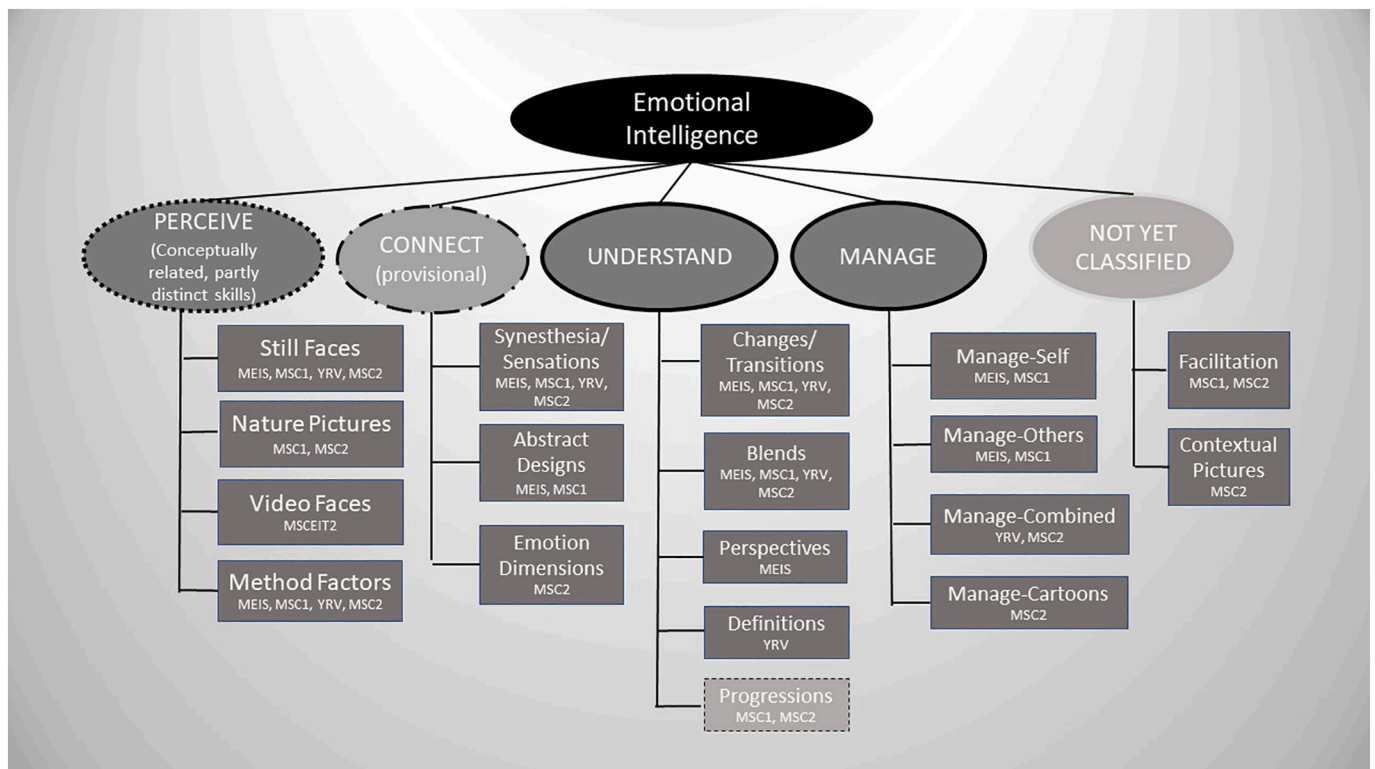 Emotional
Intelligence
PERCEIVE
(Conceptually
related, partly
distinct skills)
CONNECT
(provisional)
UNDERSTAND
MANAGE
NOT YET
CLASSIFIED
Still Faces
MEIS, MSC1, YRV, MSC2
Nature Pictures
MSC1, MSC2
Video Faces
MSCEIT2
Method Factors
MEIS, MSC1, YRV, MSC2
Synesthesia/
Sensations
MEIS, MSC1, YRV,
MSC2
Abstract
Designs
MEIS, MSC1
Emotion
Dimensions
MSC2
Changes/
Transitions
MEIS, MSC1, YRV,
MSC2
Blends
MEIS, MSC1, YRV,
MSC2
Perspectives
MEIS
Definitions
YRV
Progressions
MSC1, MSC2
Manage-Self
MEIS, MSC1
Manage-Others
MEIS, MSC1
Manage-Combined
YRV, MSC2
Manage-Cartoons
MSC2
Facilitation
MSC1, MSC2
Contextual
Pictures
MSC2